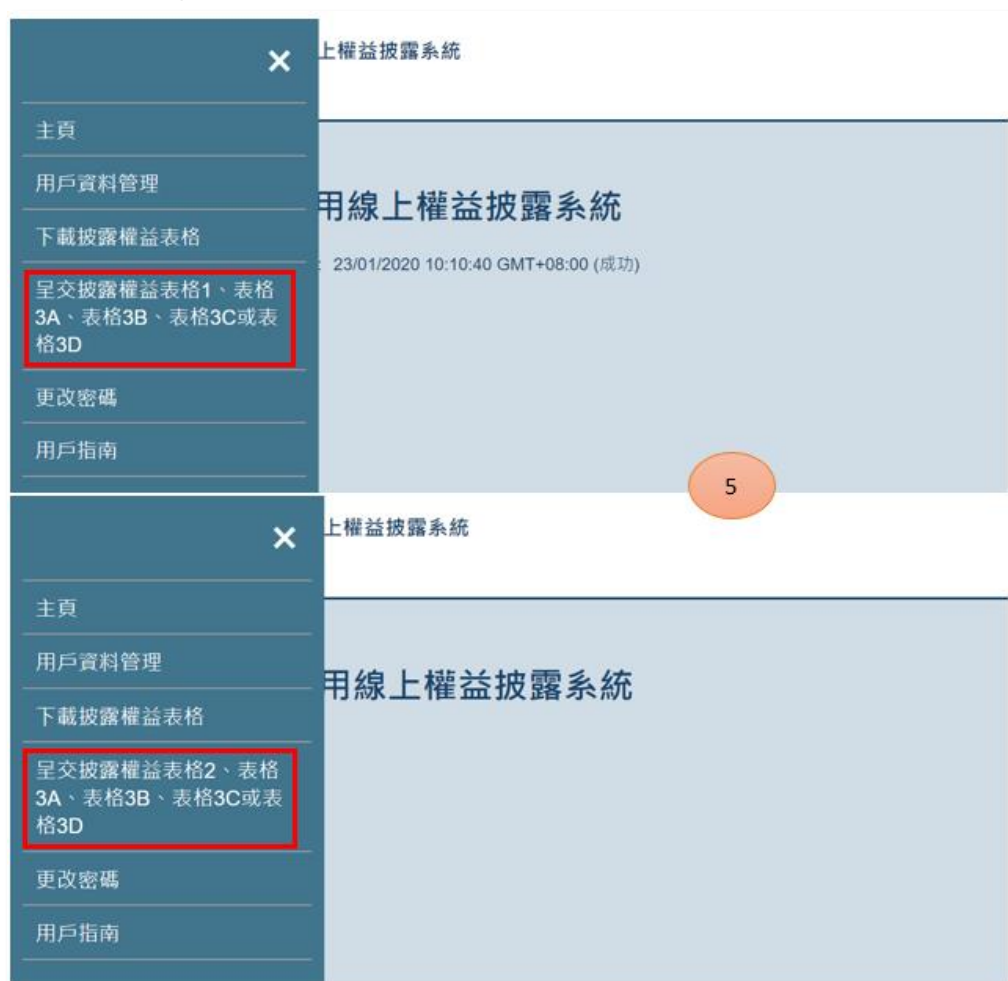 ×
上權益披露系統
主頁
用戶資料管理
下載披露權益表格
呈交披露權益表格1、表格
3A、表格3B、表格3C或表
格3D
更改密碼
用戶指南
用線上權益披露系統
: 23/01/2020 10:10:40 GMT+08:00 (成功)
5
×
上權益披露系統
主頁
用戶資料管理
下載披露權益表格
呈交披露權益表格2、表格
3A、表格3B、表格3C或表
格3D
更改密碼
用戶指南
用線上權益披露系統